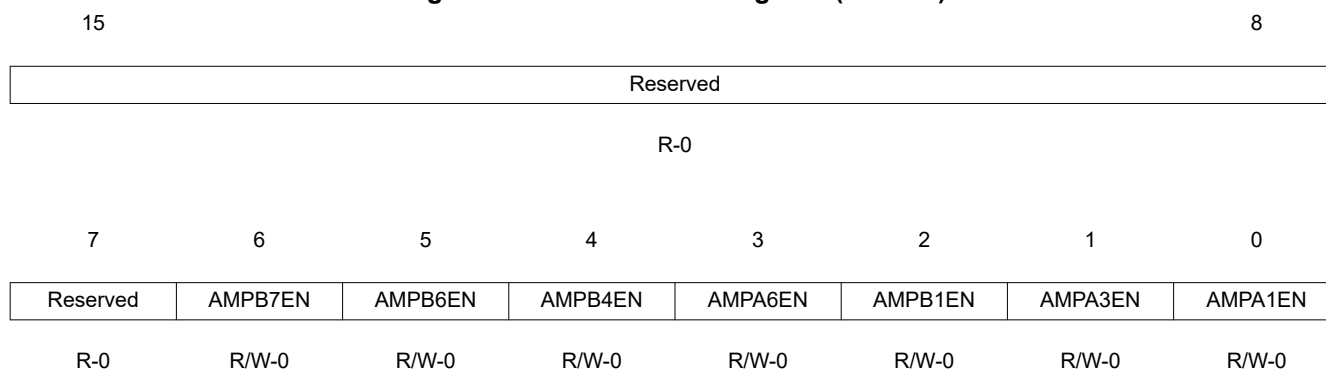 15 8
Reserved
R-0
7 6 5 4 3 2 1 0
Reserved AMPB7EN AMPB6EN AMPB4EN AMPA6EN AMPB1EN AMPA3EN AMPA1EN
R-0 R/W-0 R/W-0 R/W-0 R/W-0 R/W-0 R/W-0 R/W-0